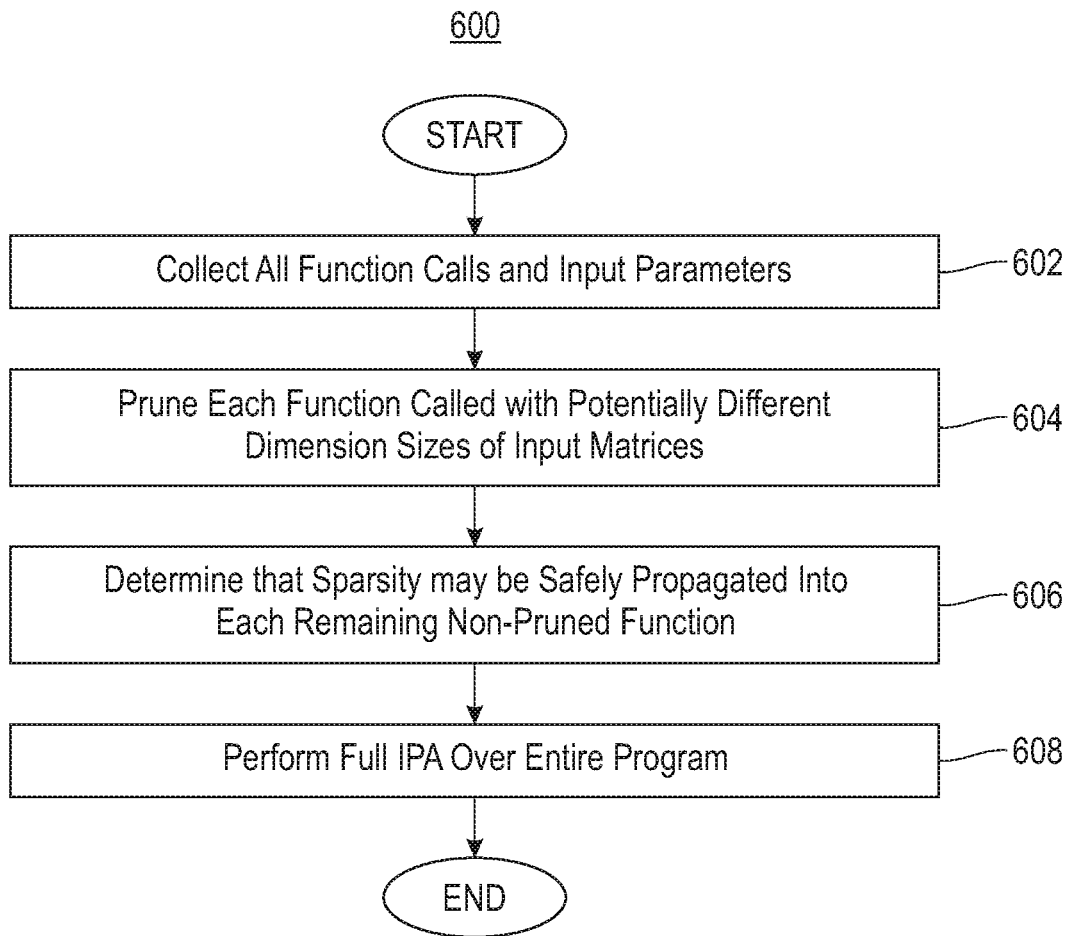 600
START
Collect All Function Calls and Input Parameters
602
Prune Each Function Called with Potentially Different
Dimension Sizes of Input Matrices
604
Determine that Sparsity may be Safely Propagated Into
Each Remaining Non-Pruned Function
606
Perform Full IPA Over Entire Program
608
END